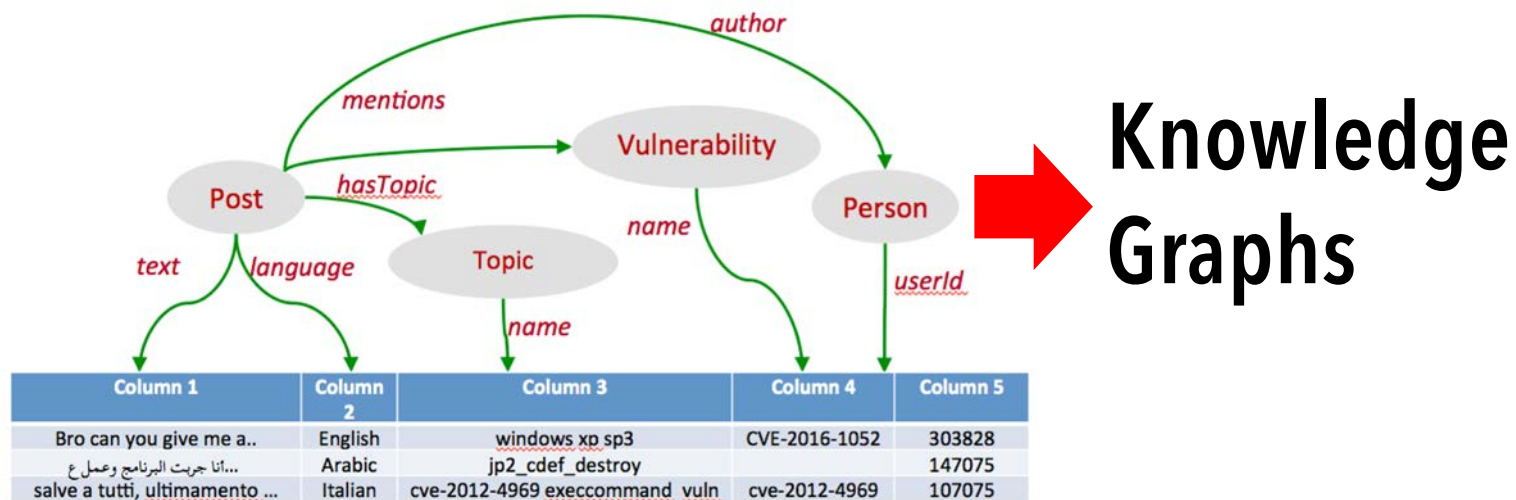 author
mentions
Vulnerability
Knowledge
Graphs
Post
hasTopic
Person
name
Topic
text
language
userId
name
Column 1
Column 2
Column 3
Column 4
Column 5
Bro can you give me a..
English
windows xp sp3
CVE-2016-1052
303828
...انا جربت البرنامج وعمل ع
Arabic
jp2_cdef_destroy
147075
salve a tutti, ultimamento ...
Italian
cve-2012-4969 execcommand vuln
cve-2012-4969
107075